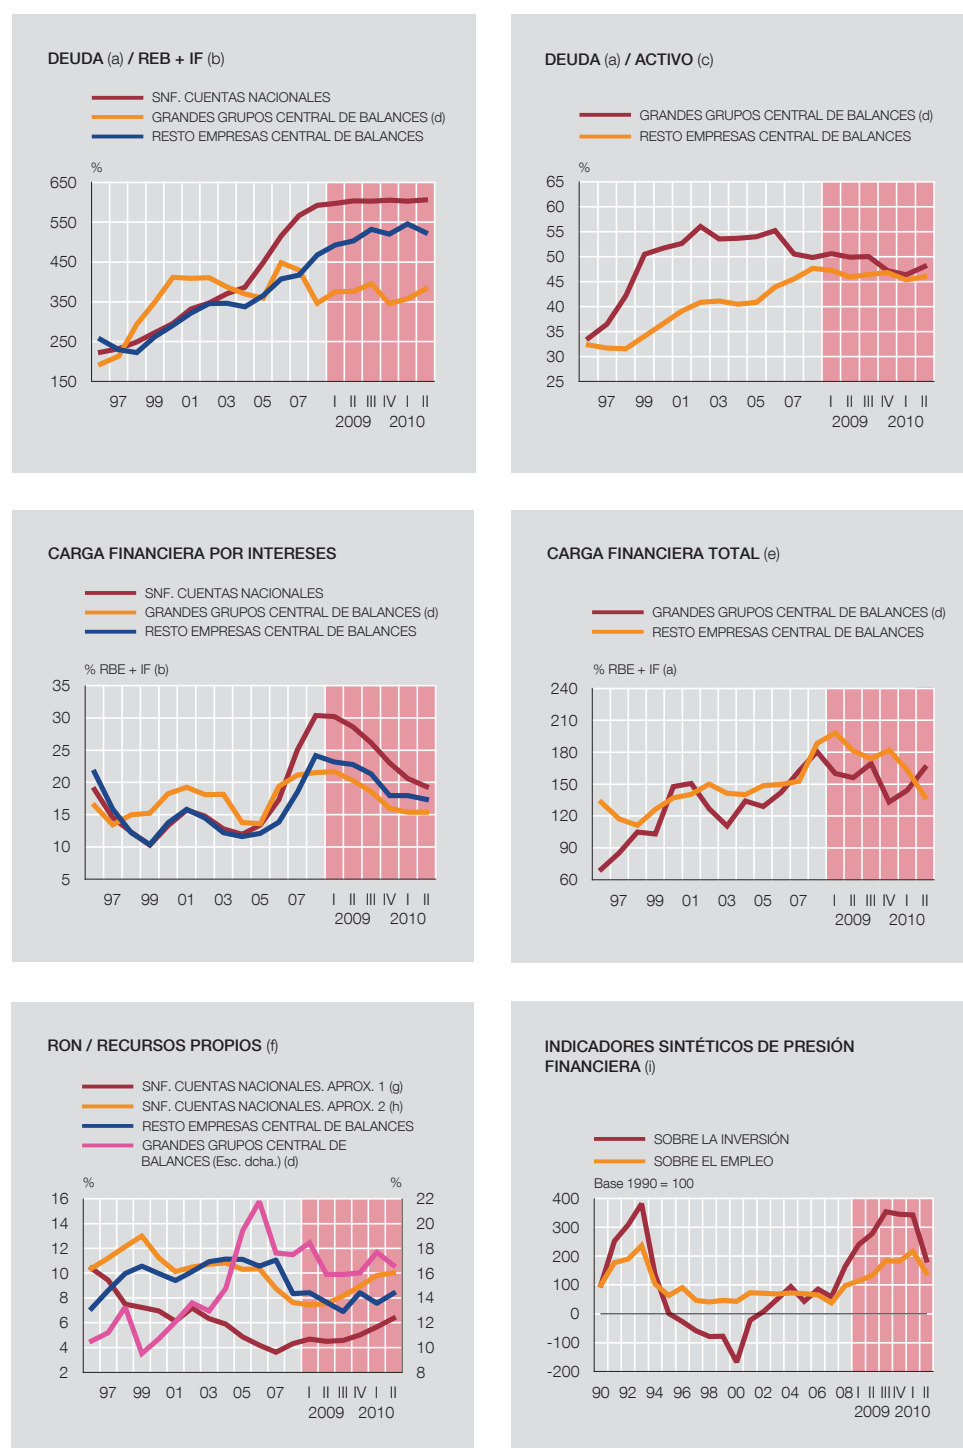 DEUDA (a) / REB + IF (b)
SNF. CUENTAS NACIONALES
GRANDES GRUPOS CENTRAL DE BALANCES (d)
RESTO EMPRESAS CENTRAL DE BALANCES
%
650
550
450
350
250
150
97 99 01 03 05 07 I II III IV I II
2009 2010
DEUDA (a) / ACTIVO (c)
GRANDES GRUPOS CENTRAL DE BALANCES (d)
RESTO EMPRESAS CENTRAL DE BALANCES
%
65
60
55
50
45
40
35
30
25
97 99 01 03 05 07 I II III IV I II
2009 2010
CARGA FINANCIERA POR INTERESES
SNF. CUENTAS NACIONALES
GRANDES GRUPOS CENTRAL DE BALANCES (d)
RESTO EMPRESAS CENTRAL DE BALANCES
% RBE + IF (b)
35
30
25
20
15
10
5
97 99 01 03 05 07 I II III IV I II
2009 2010
CARGA FINANCIERA TOTAL (e)
GRANDES GRUPOS CENTRAL DE BALANCES (d)
RESTO EMPRESAS CENTRAL DE BALANCES
% RBE + IF (a)
240
210
180
150
120
90
60
97 99 01 03 05 07 I II III IV I II
2009 2010
RON / RECURSOS PROPIOS (f)
SNF. CUENTAS NACIONALES. APROX. 1 (g)
SNF. CUENTAS NACIONALES. APROX. 2 (h)
RESTO EMPRESAS CENTRAL DE BALANCES
GRANDES GRUPOS CENTRAL DE
BALANCES (Esc. dcha.) (d)
% %
16 22
14 20
12 18
10 16
8 14
6 12
4 10
2 8
97 99 01 03 05 07 I II III IV I II
2009 2010
INDICADORES SINTÉTICOS DE PRESIÓN
FINANCIERA (i)
SOBRE LA INVERSIÓN
SOBRE EL EMPLEO
Base 1990 = 100
400
300
200
100
0
-100
-200
90 92 94 96 98 00 02 04 06 08 I II III IV I II
2009 2010